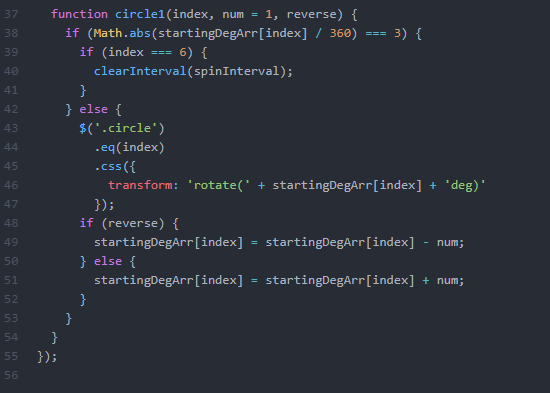 37 function circle1(index, num = 1, reverse) {
38 if (Math.abs(startingDegArr[index] / 360) === 3) {
39 if (index === 6) {
40 clearInterval(spinInterval);
41 }
42 } else {
43 $('.circle')
44 .eq(index)
45 .css({
46 transform: 'rotate(' + startingDegArr[index] + 'deg)'
47 });
48 if (reverse) {
49 startingDegArr[index] = startingDegArr[index] - num;
50 } else {
51 startingDegArr[index] = startingDegArr[index] + num;
52 }
53 }
54 }
55 });
56